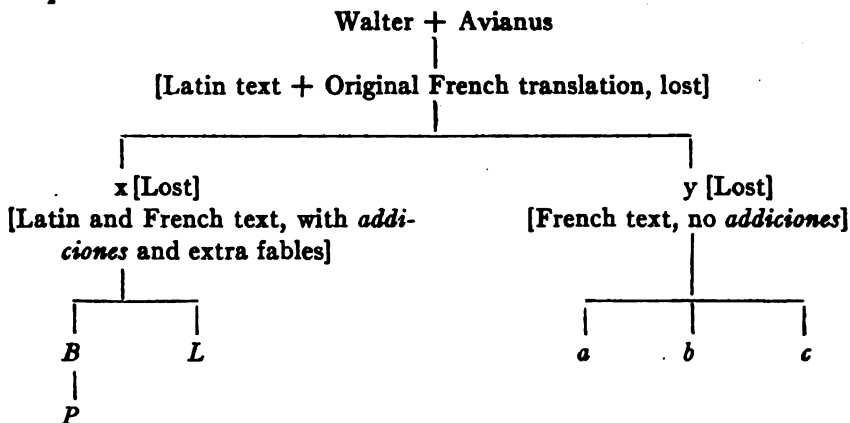 Walter + Avianus
[Latin text + Original French translation, lost]
x [Lost]
[Latin and French text, with addi-
ciones and extra fables]
y [Lost]
[French text, no addiciones]
B L
a b c
P